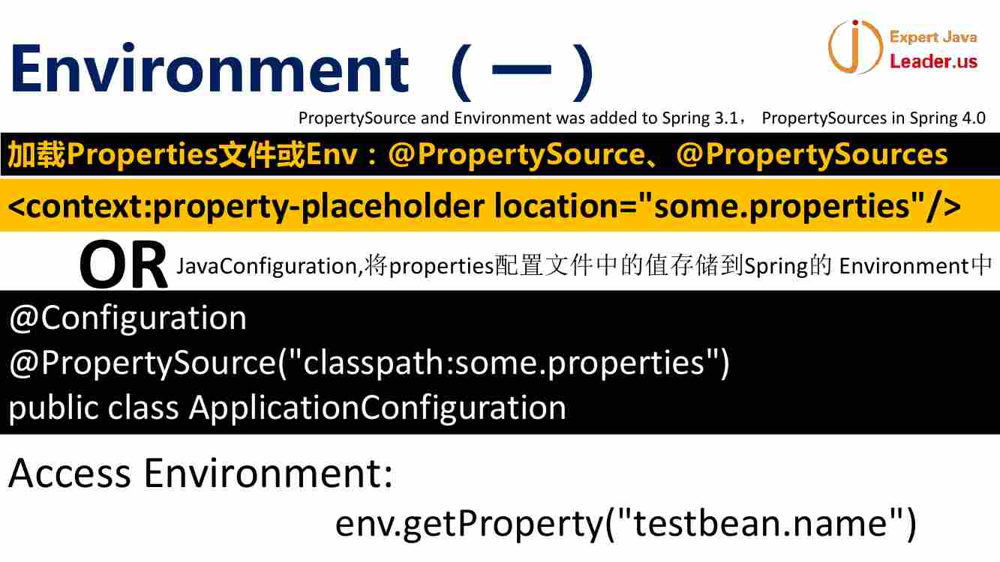 Environment（一）
Expert Java
Leader.us
PropertySource and Environment was added to Spring 3.1， PropertySources in Spring 4.0
加载Properties文件或Env：@PropertySource、@PropertySources
<context:property-placeholder location="some.properties"/>
OR JavaConfiguration,将properties配置文件中的值存储到Spring的 Environment中
@Configuration
@PropertySource("classpath:some.properties")
public class ApplicationConfiguration
Access Environment:
env.getProperty("testbean.name")